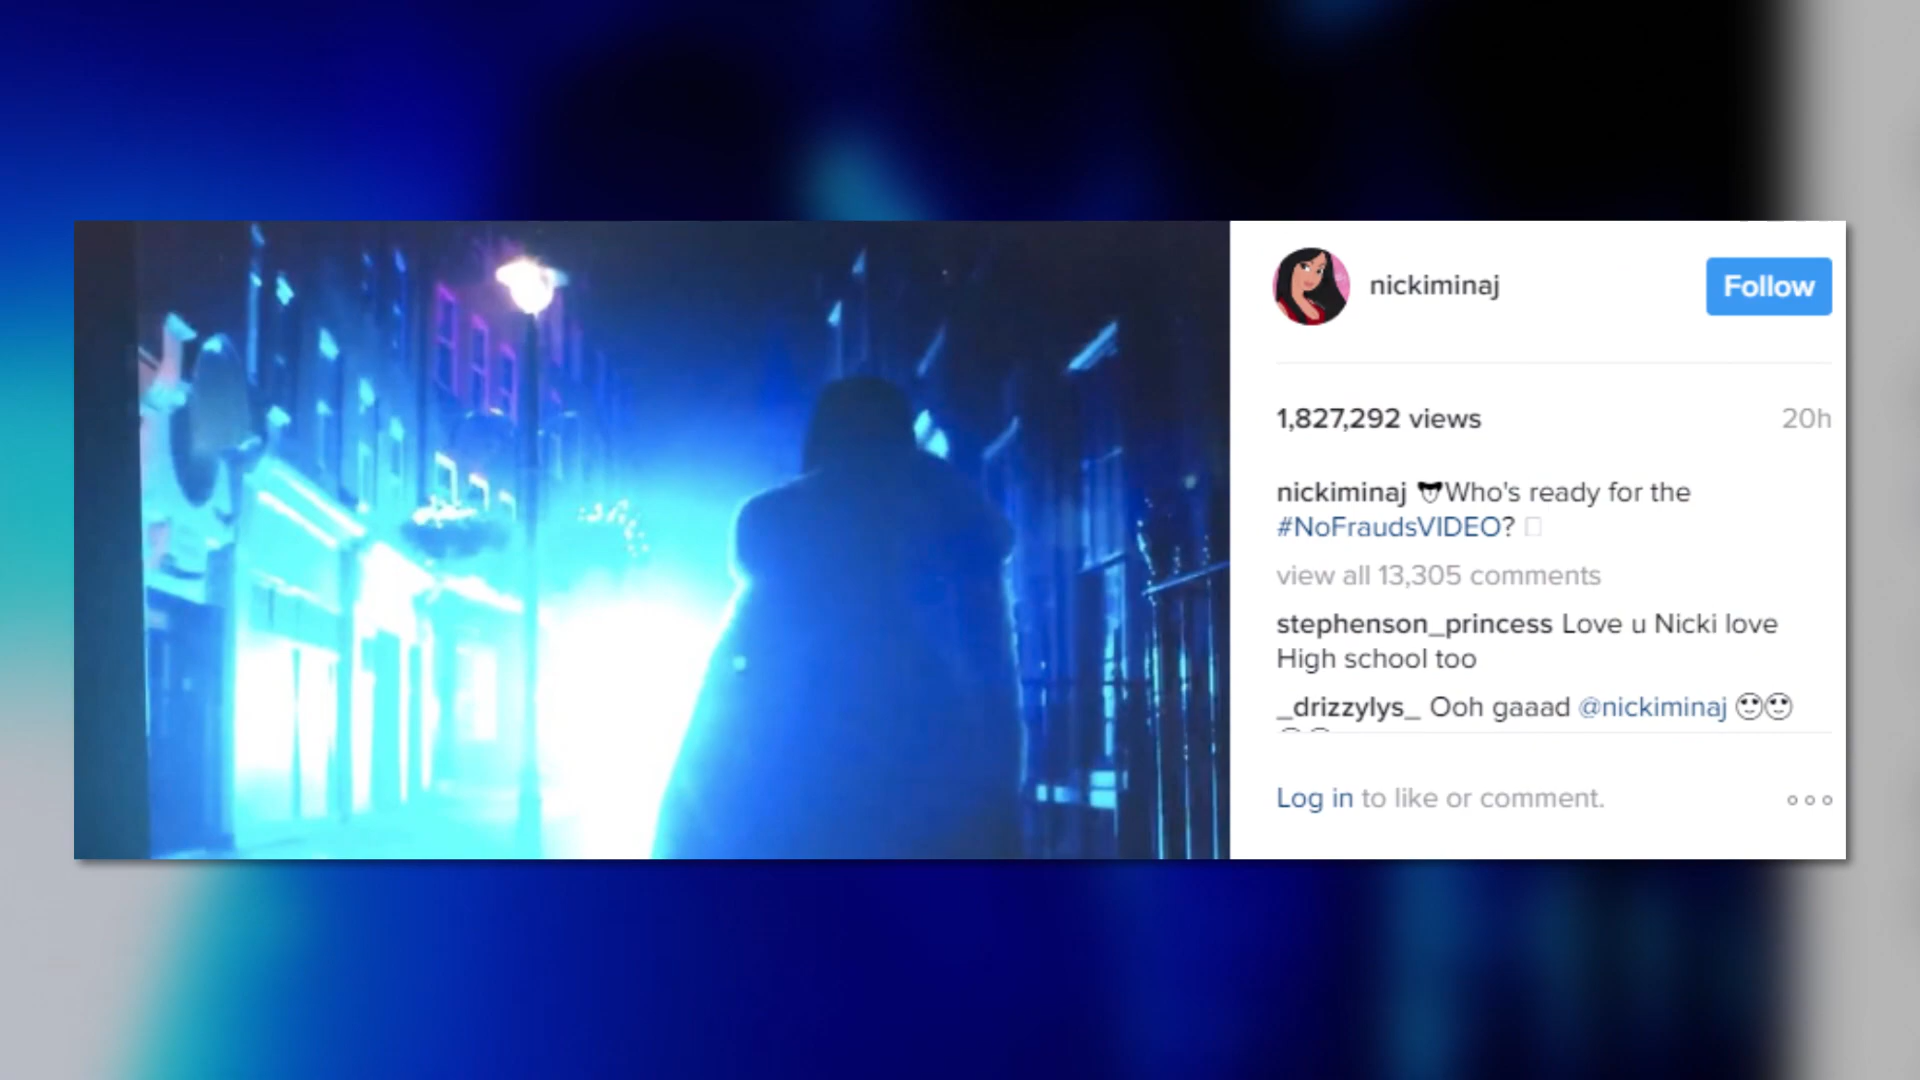 nickiminaj
Follow
1,827,292 views
20h
nickiminaj Who's ready for the
#NoFraudsVIDEO?
view all 13,305 comments
stephenson_princess Love u Nicki love
High school too
_drizzylys_ Ooh gaaad @nickiminaj
Log in to like or comment.